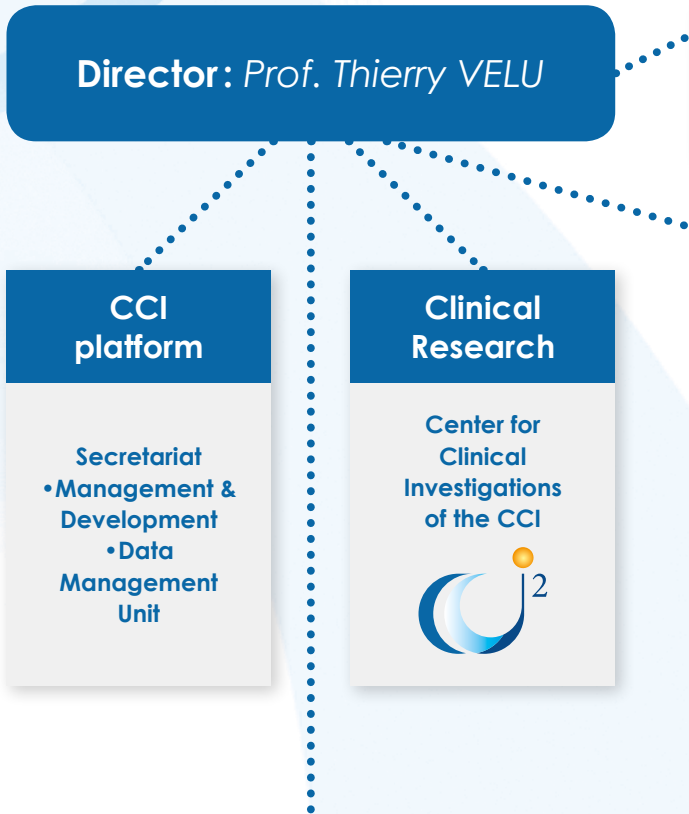 Director : Prof. Thierry VELU
CCI
platform
Secretariat
•Management &
Development
•Data
Management
Unit
Clinical
Research
Center for
Clinical
Investigations
of the CCI
CCi2